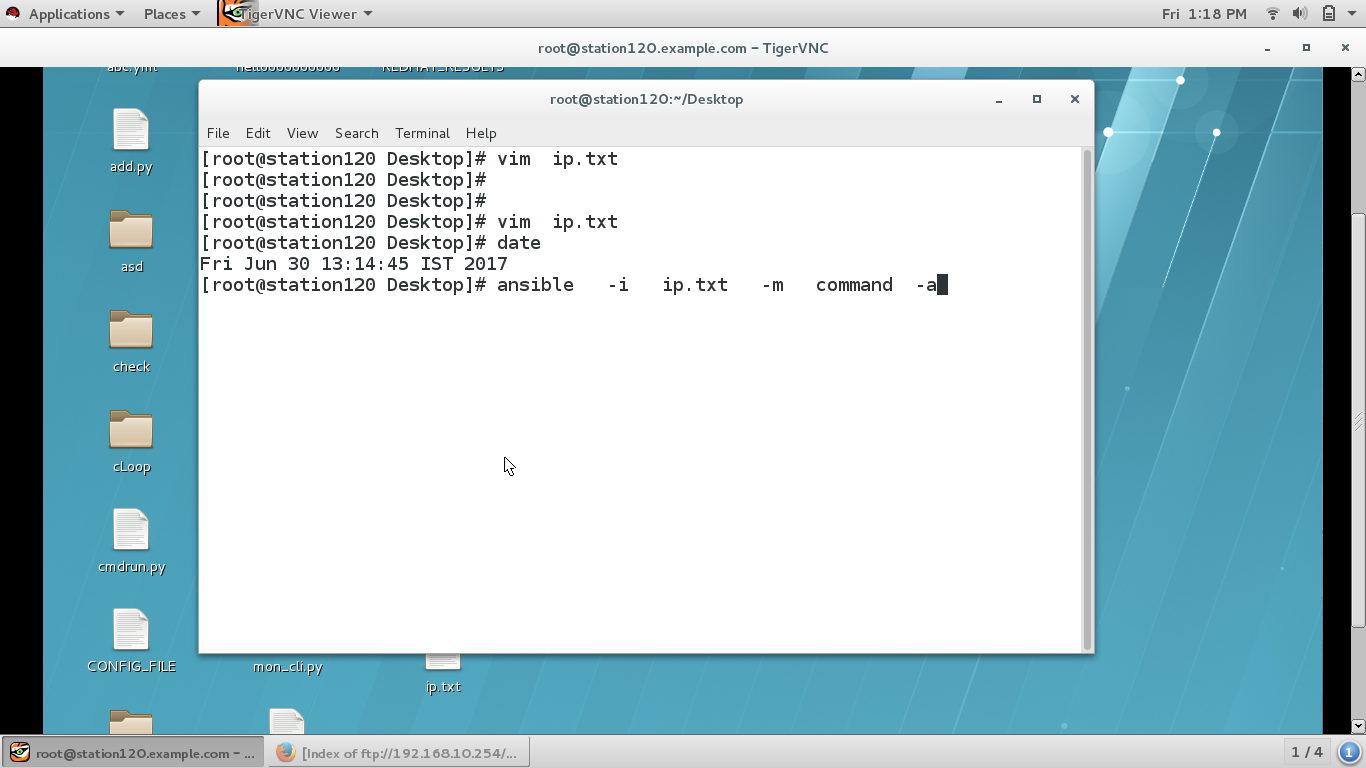 Applications Places TigerVNC Viewer Fri 1:18 PM
root@station120.example.com – TigerVNC
root@station120:~/Desktop
File Edit View Search Terminal Help
[root@station120 Desktop]# vim  ip.txt
[root@station120 Desktop]#
[root@station120 Desktop]#
[root@station120 Desktop]# vim  ip.txt
[root@station120 Desktop]# date
Fri Jun 30 13:14:45 IST 2017
[root@station120 Desktop]# ansible   -i   ip.txt   -m   command  -a
add.py
asd
check
cLoop
cmdrun.py
CONFIG_FILE
mon_cli.py
ip.txt
root@station120.example.com – ...
[Index of ftp://192.168.10.254/...
1 / 4
1